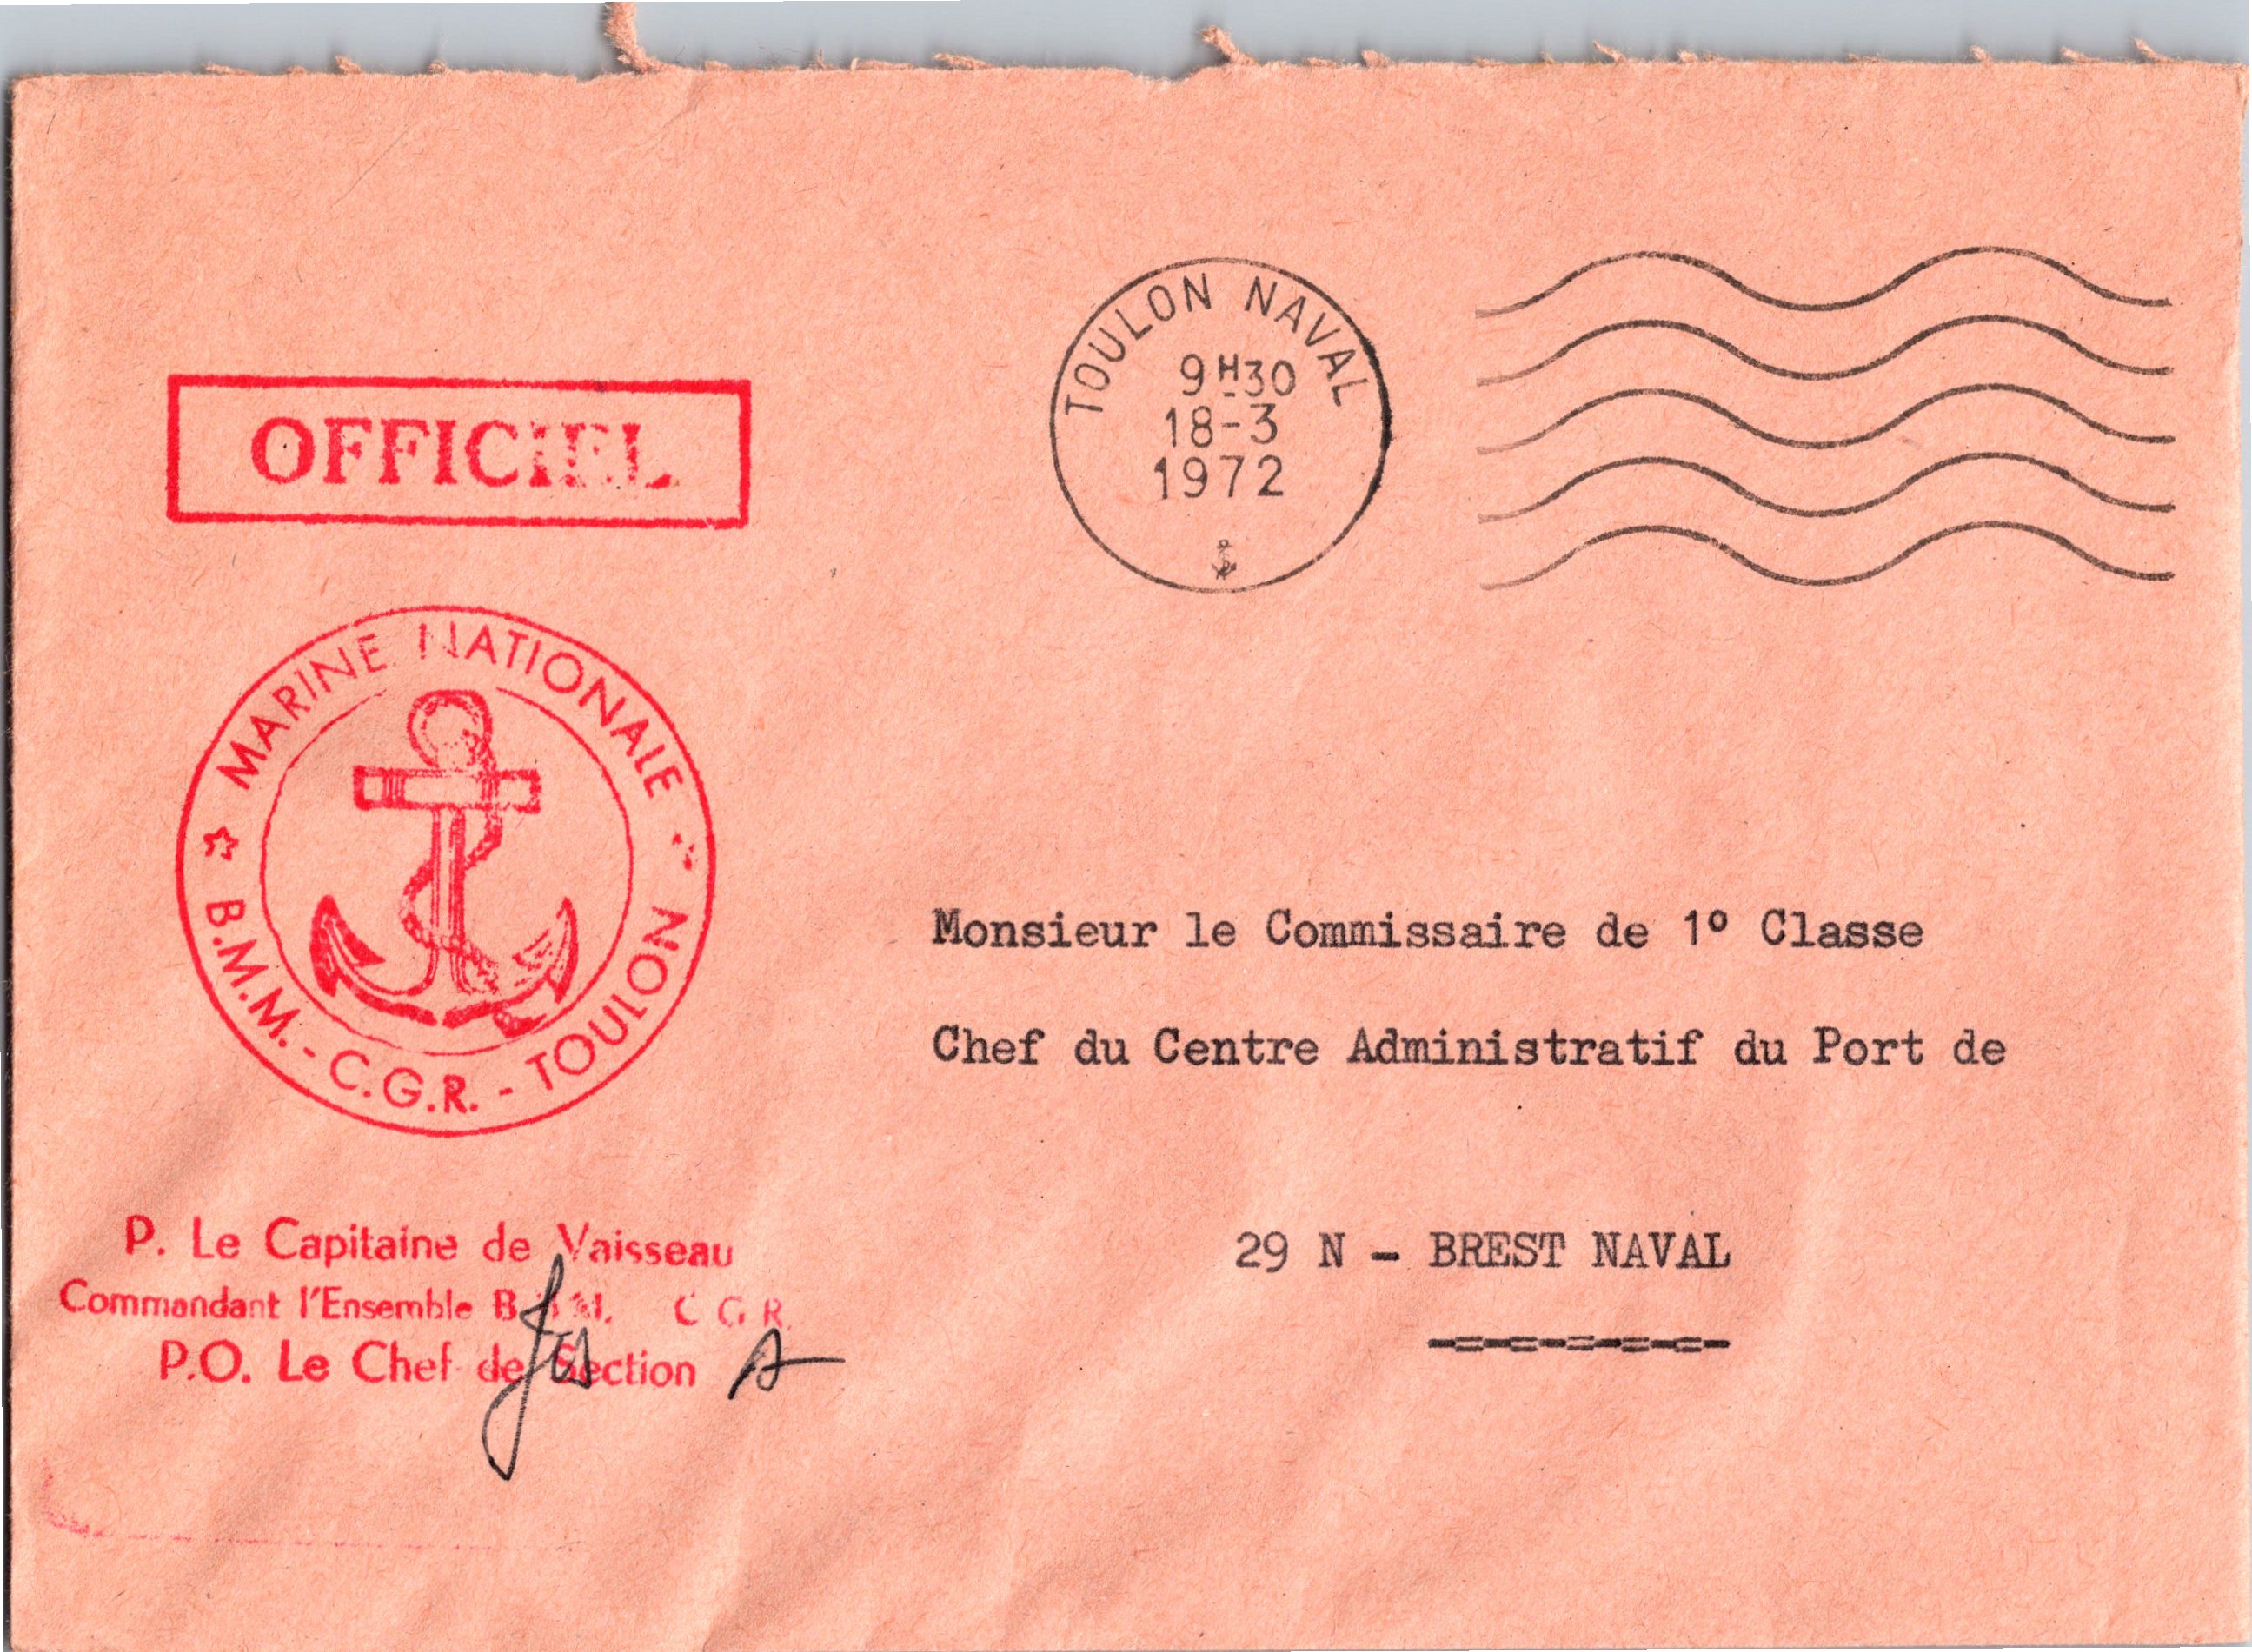 TOULON NAVAL
9H30
18-3
1972
OFFICIEL
MARINE NATIONALE
B.M.M. - C.G.R. - TOULON
Monsieur le Commissaire de 1º Classe
Chef du Centre Administratif du Port de
29 N - BREST NAVAL
P. Le Capitaine de Vaisseau
Commandant l'Ensemble B.M.M. C G R.
P.O. Le Chef de Section